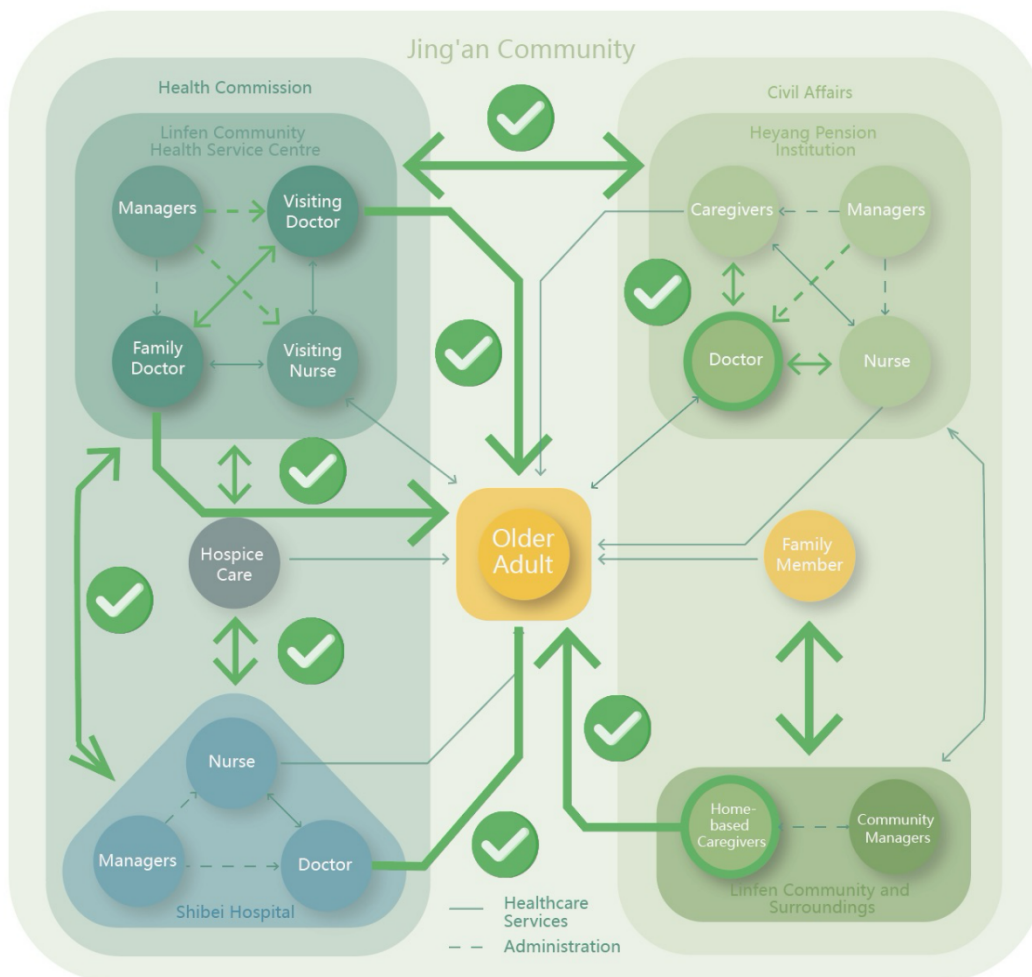 Jing'an Community
Health Commission
Linfen Community
Health Service Centre
Managers
Visiting
Doctor
Family
Doctor
Visiting
Nurse
Civil Affairs
Heyang Pension
Institution
Caregivers
Managers
Doctor
Nurse
Hospice
Care
Older
Adult
Family
Member
Nurse
Managers
Doctor
Shibei Hospital
Home-
based
Caregivers
Community
Managers
Linfen Community and
Surroundings
Healthcare
Services
Administration